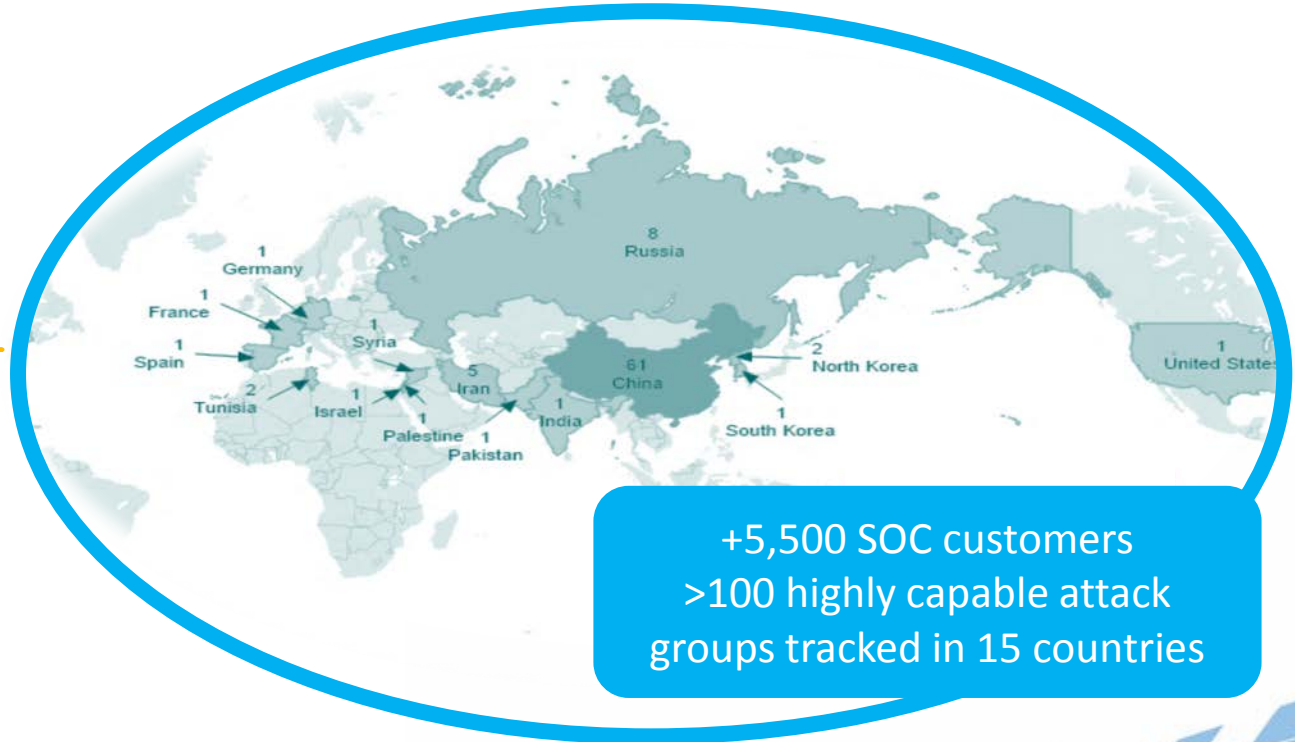 8
Russia
1
Germany
1
France
1
Spain
1
Syria
2
Tunisia
1
Israel
1
Palestine
5
Iran
1
Pakistan
1
India
61
China
2
North Korea
1
South Korea
1
United States
+5,500 SOC customers
>100 highly capable attack
groups tracked in 15 countries